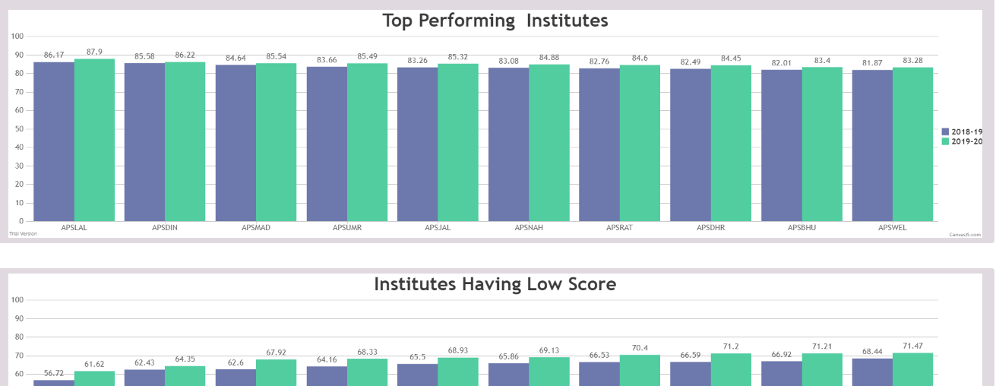 Top Performing  Institutes
100
90
80
70
60
50
40
30
20
10
0
86.17 87.9 85.58 86.22 84.64 85.54 83.66 85.49 83.26 85.32 83.08 84.88 82.76 84.6 82.49 84.45 82.01 83.4 81.87 83.28
APSLAL APSDIN APSMAD APSUMR APSJAL APSNAH APSRAT APSDHR APSBHU APSWEL
2018-19
2019-20
Trial Version
CanvasJS.com
Institutes Having Low Score
100
90
80
70
60
56.72 61.62 62.43 64.35 62.6 67.92 64.16 68.33 65.5 68.93 65.86 69.13 66.53 70.4 66.59 71.2 66.92 71.21 68.44 71.47